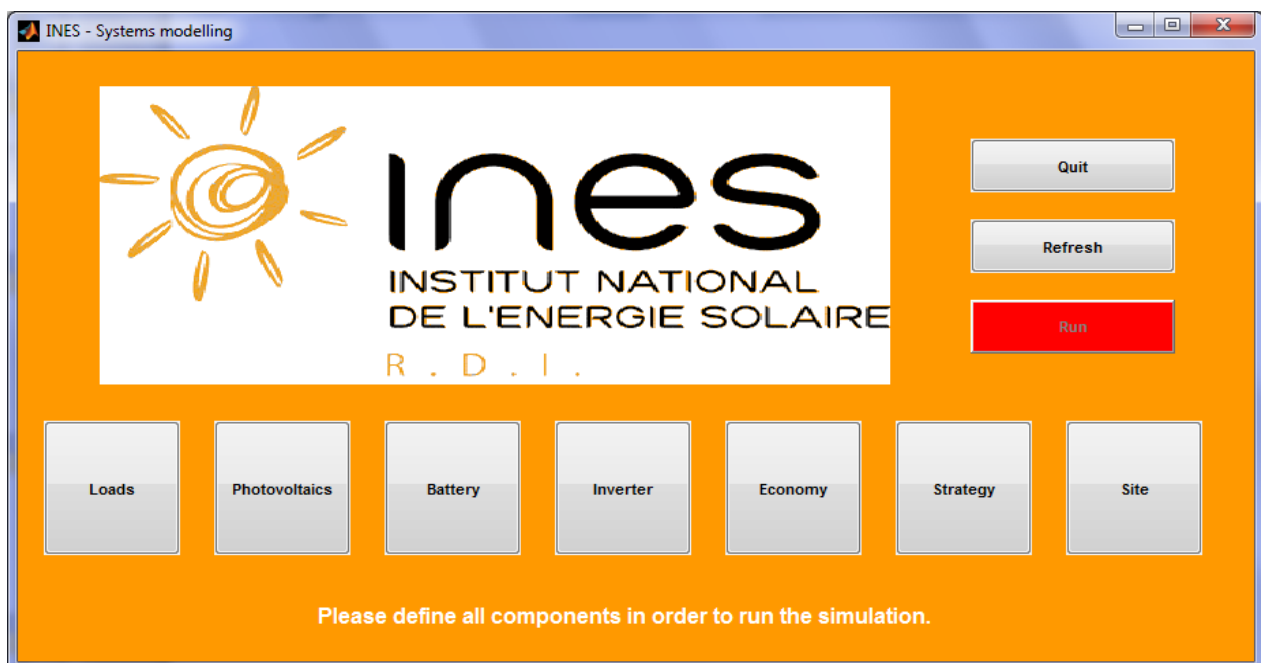 INES - Systems modelling
ines
INSTITUT NATIONAL
DE L'ENERGIE SOLAIRE
R . D . I .
Quit
Refresh
Run
Loads
Photovoltaics
Battery
Inverter
Economy
Strategy
Site
Please define all components in order to run the simulation.